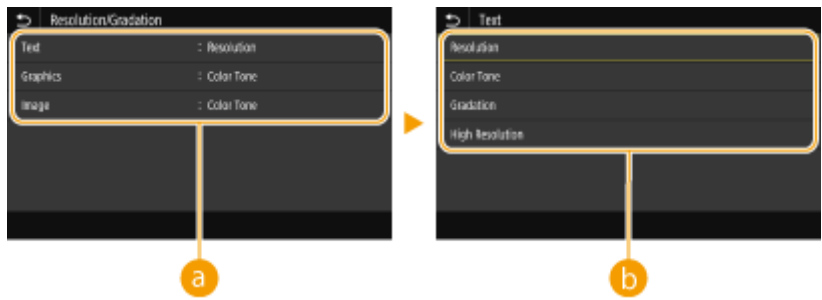 Resolution/Gradation
Text : Resolution
Graphics : Color Tone
Image : Color Tone
a
Text
Resolution
Color Tone
Gradation
High Resolution
b